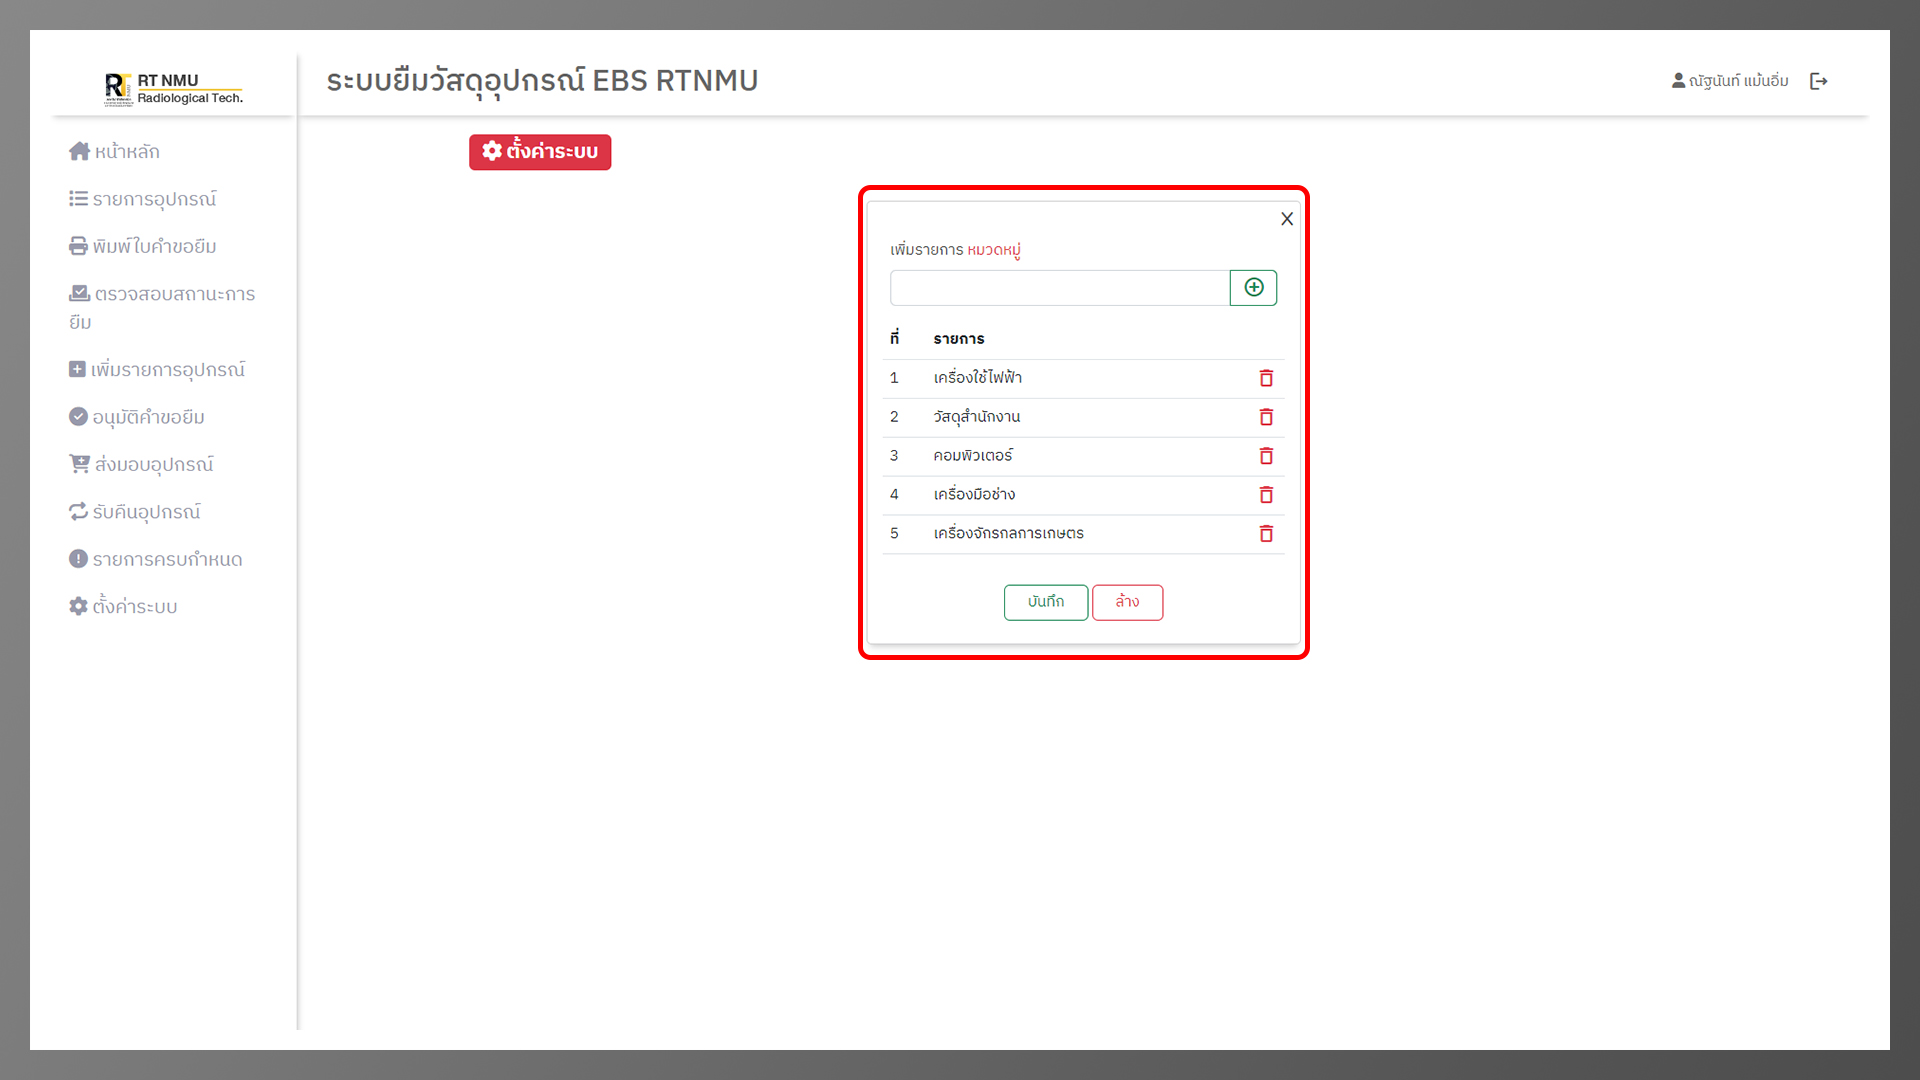 RT NMU
Radiological Tech.
ระบบยืมวัสดุอุปกรณ์ EBS RTNMU
ณัฐนันท์ แม้นอิ่ม
หน้าหลัก
รายการอุปกรณ์
พิมพ์ใบคำขอยืม
ตรวจสอบสถานะการ
ยืม
เพิ่มรายการอุปกรณ์
อนุมัติคำขอยืม
ส่งมอบอุปกรณ์
รับคืนอุปกรณ์
รายการครบกำหนด
ตั้งค่าระบบ
ตั้งค่าระบบ
X
เพิ่มรายการ หมวดหมู่
ที่ รายการ
1 เครื่องใช้ไฟฟ้า
2 วัสดุสำนักงาน
3 คอมพิวเตอร์
4 เครื่องมือช่าง
5 เครื่องจักรกลการเกษตร
บันทึก ล้าง